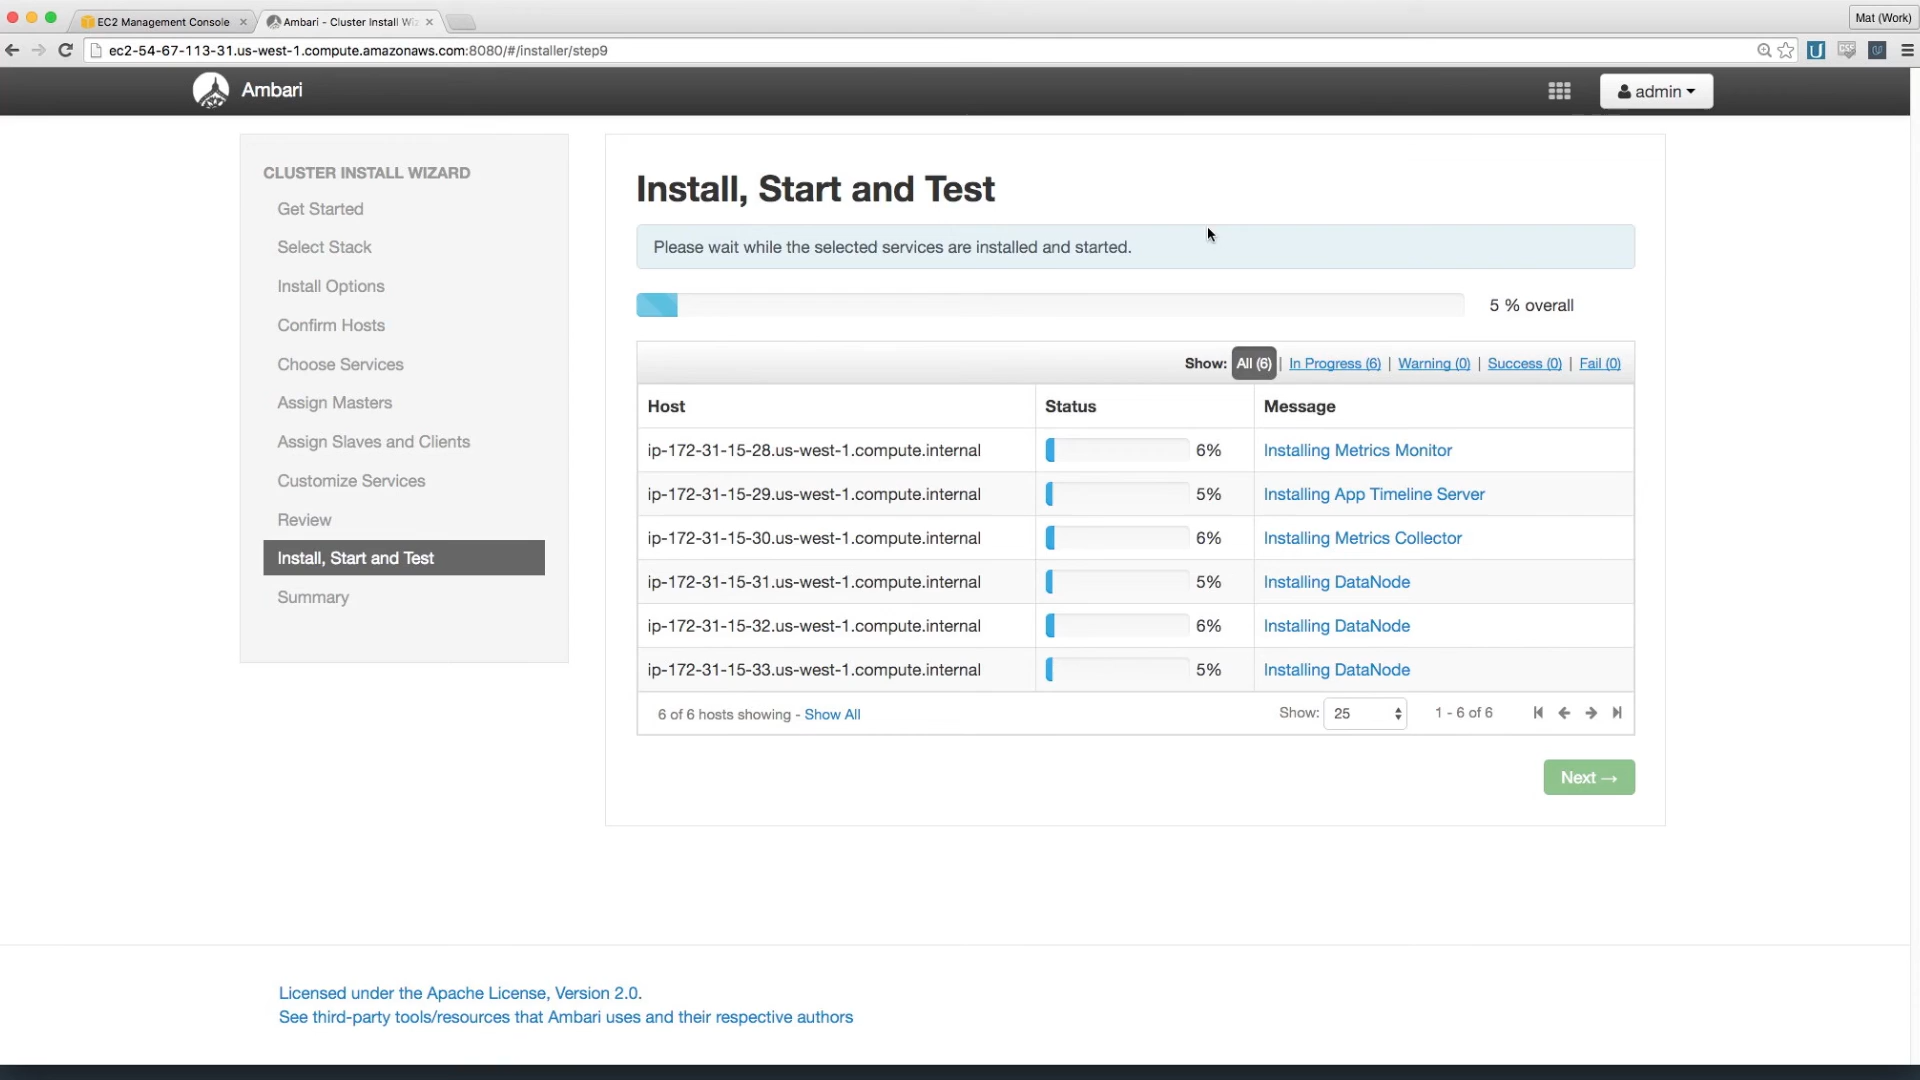 EC2 Management Console
Ambari - Cluster Install Wiz
Mat (Work)
ec2-54-67-113-31.us-west-1.compute.amazonaws.com:8080/#/installer/step9
Ambari
admin
CLUSTER INSTALL WIZARD
Get Started
Select Stack
Install Options
Confirm Hosts
Choose Services
Assign Masters
Assign Slaves and Clients
Customize Services
Review
Install, Start and Test
Summary
Install, Start and Test
Please wait while the selected services are installed and started.
5 % overall
Show: All (6) | In Progress (6) | Warning (0) | Success (0) | Fail (0)
Host Status Message
ip-172-31-15-28.us-west-1.compute.internal 6% Installing Metrics Monitor
ip-172-31-15-29.us-west-1.compute.internal 5% Installing App Timeline Server
ip-172-31-15-30.us-west-1.compute.internal 6% Installing Metrics Collector
ip-172-31-15-31.us-west-1.compute.internal 5% Installing DataNode
ip-172-31-15-32.us-west-1.compute.internal 6% Installing DataNode
ip-172-31-15-33.us-west-1.compute.internal 5% Installing DataNode
6 of 6 hosts showing - Show All Show: 25 1 - 6 of 6
Next →
Licensed under the Apache License, Version 2.0.
See third-party tools/resources that Ambari uses and their respective authors